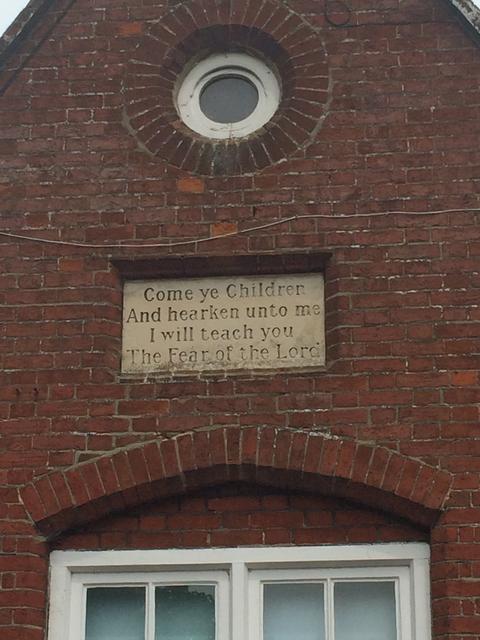 Come ye Children
And hearken unto me
I will teach you
The Fear of the Lord